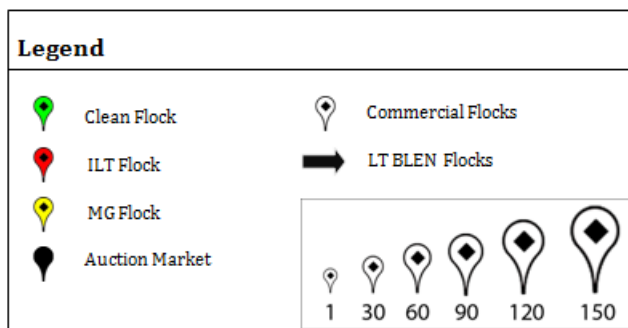 Legend
Clean Flock
Commercial Flocks
ILT Flock
LT BLEN Flocks
MG Flock
Auction Market
1 30 60 90 120 150